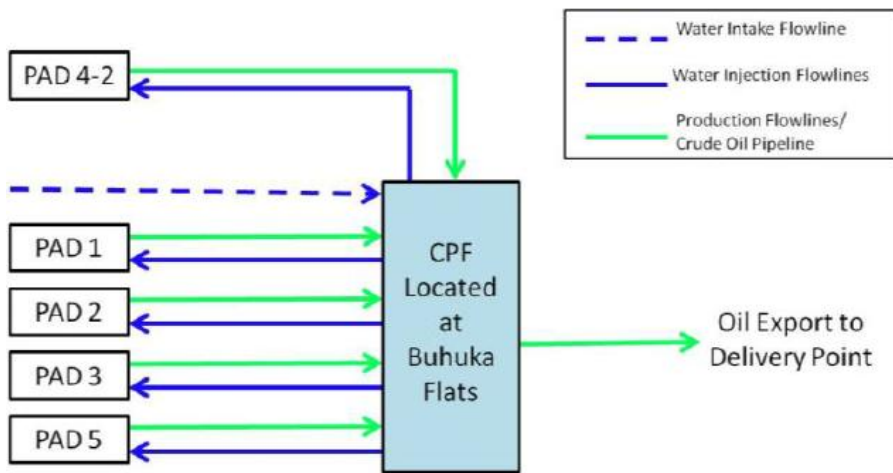 Water Intake Flowline
Water Injection Flowlines
Production Flowlines/
Crude Oil Pipeline
PAD 4-2
PAD 1
PAD 2
PAD 3
PAD 5
CPF
Located
at
Buhuka
Flats
Oil Export to
Delivery Point